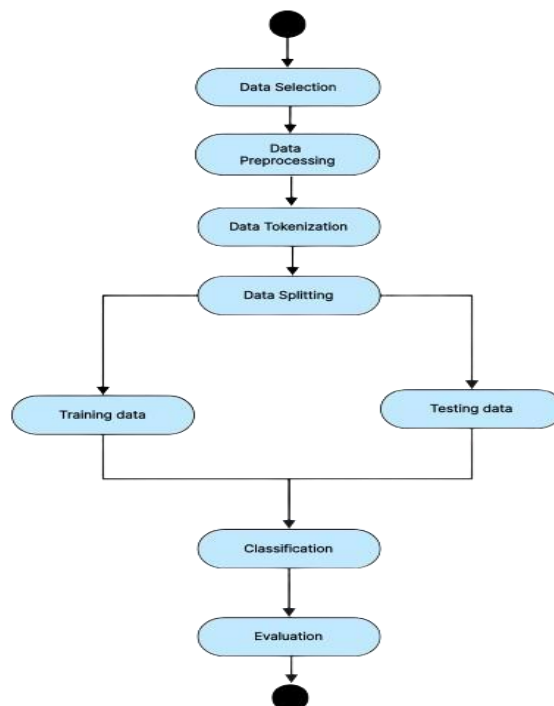 Data Selection
Data
Preprocessing
Data Tokenization
Data Splitting
Training data
Testing data
Classification
Evaluation